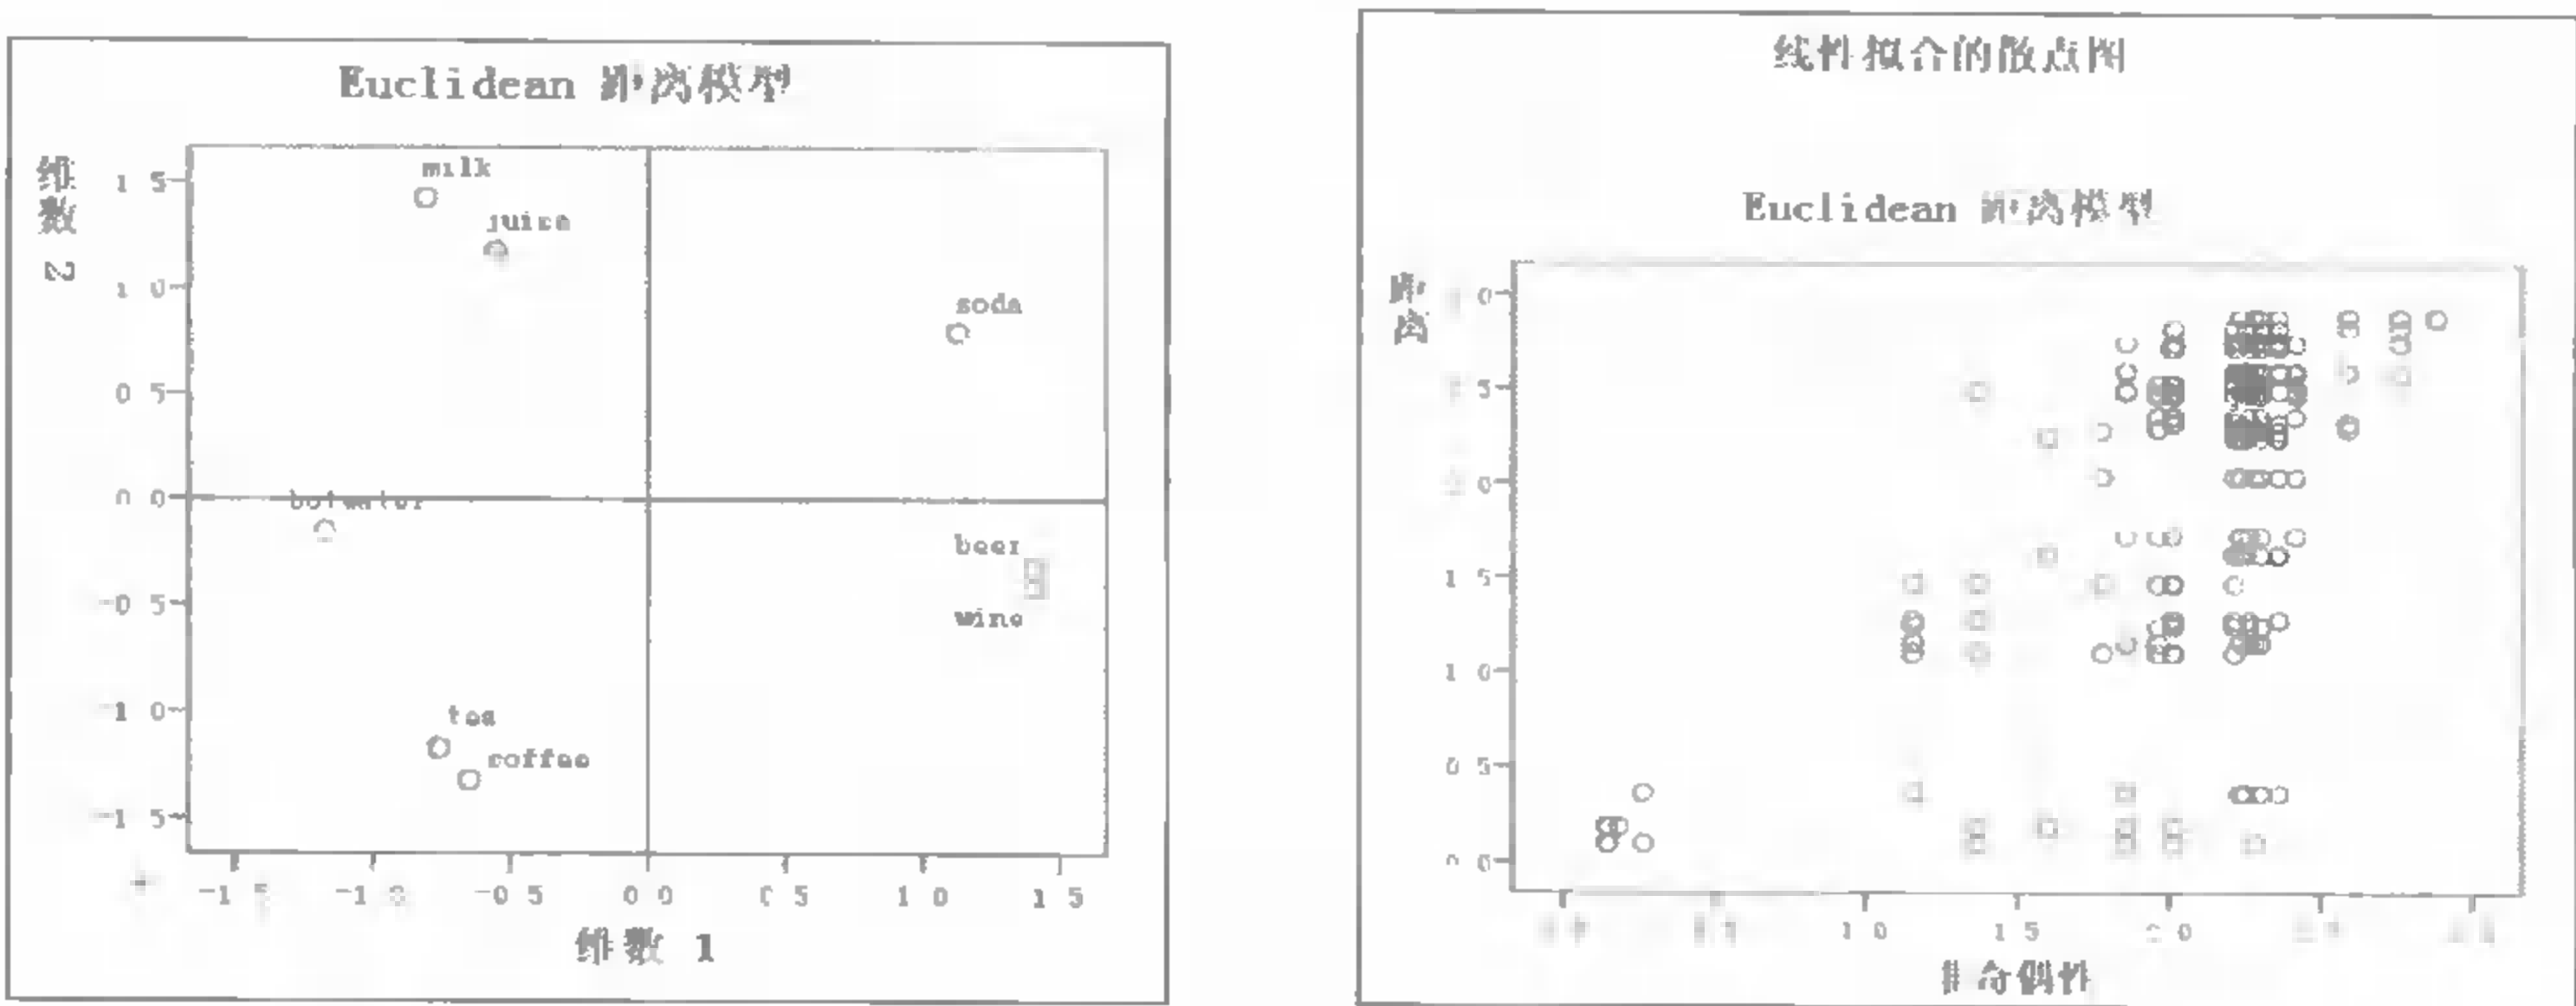 Euclidean 距离模型
维数 2
1 5
1 0
0 5
0 0
-0 5
-1 0
-1 5
milk
juice
soda
beer
wine
tea
coffee
-1 5 -1 0 -0 5 0 0 0 5 1 0 1 5
维数 1
线性拟合的散点图
Euclidean 距离模型
距离
1 5
1 0
0 5
0 0
1 0 1 5 2 0